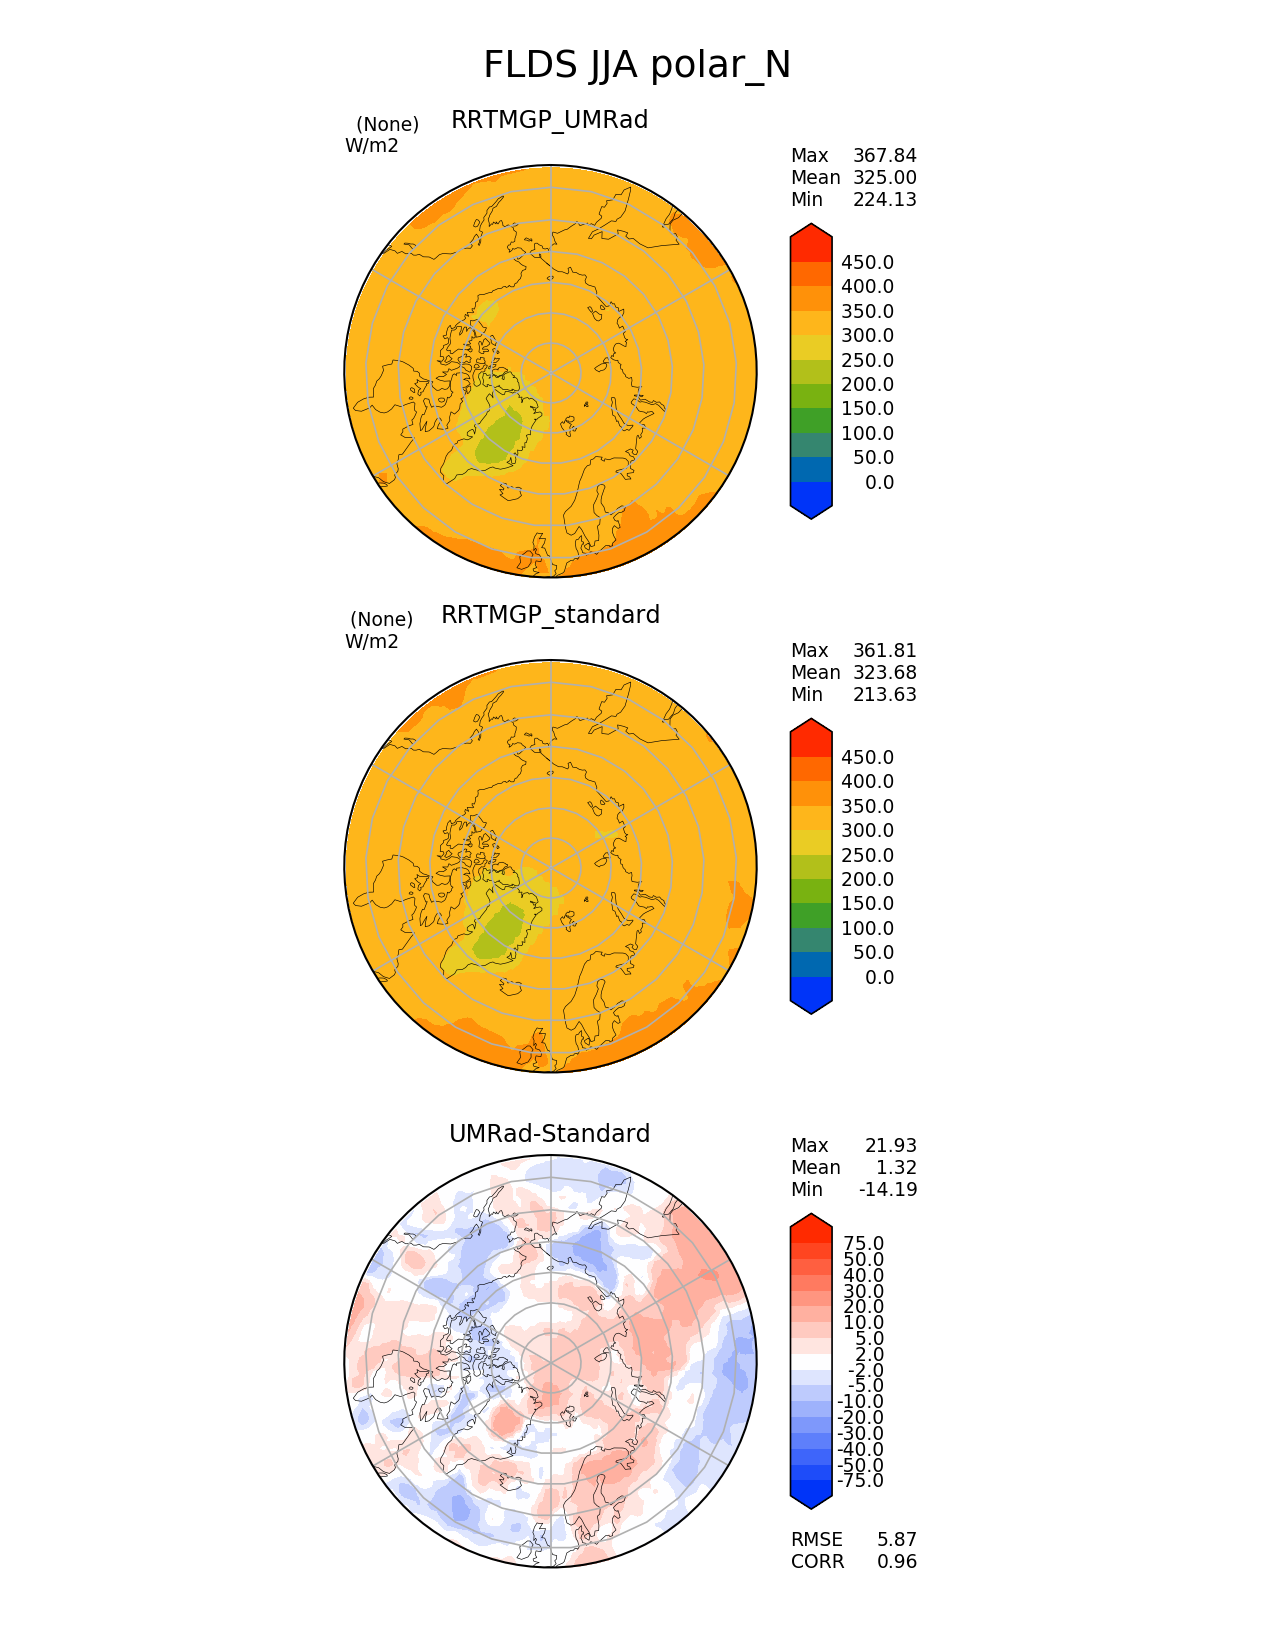 FLDS JJA polar_N
(None) RRTMGP_UMRad
W/m2
Max 367.84
Mean 325.00
Min 224.13
450.0
400.0
350.0
300.0
250.0
200.0
150.0
100.0
50.0
0.0
(None) RRTMGP_standard
W/m2
Max 361.81
Mean 323.68
Min 213.63
450.0
400.0
350.0
300.0
250.0
200.0
150.0
100.0
50.0
0.0
UMRad-Standard
Max 21.93
Mean 1.32
Min -14.19
75.0
50.0
40.0
30.0
20.0
10.0
5.0
2.0
-2.0
-5.0
-10.0
-20.0
-30.0
-40.0
-50.0
-75.0
RMSE 5.87
CORR 0.96